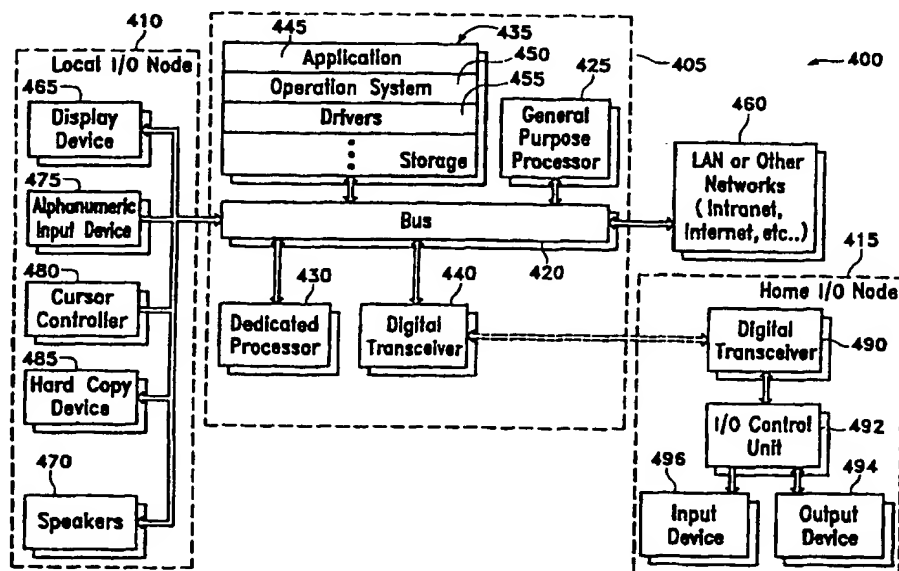 410
Local I/O Node
465
Display
Device
475
Alphanumeric
Input Device
480
Cursor
Controller
485
Hard Copy
Device
470
Speakers
445
435
Application
450
Operation System
455
Drivers
Storage
425
General
Purpose
Processor
405
400
460
LAN or Other
Networks
(Intranet,
Internet, etc..)
Bus
420
430
Dedicated
Processor
440
Digital
Transceiver
415
Home I/O Node
Digital
Transceiver
490
I/O Control
Unit
492
496
Input
Device
494
Output
Device